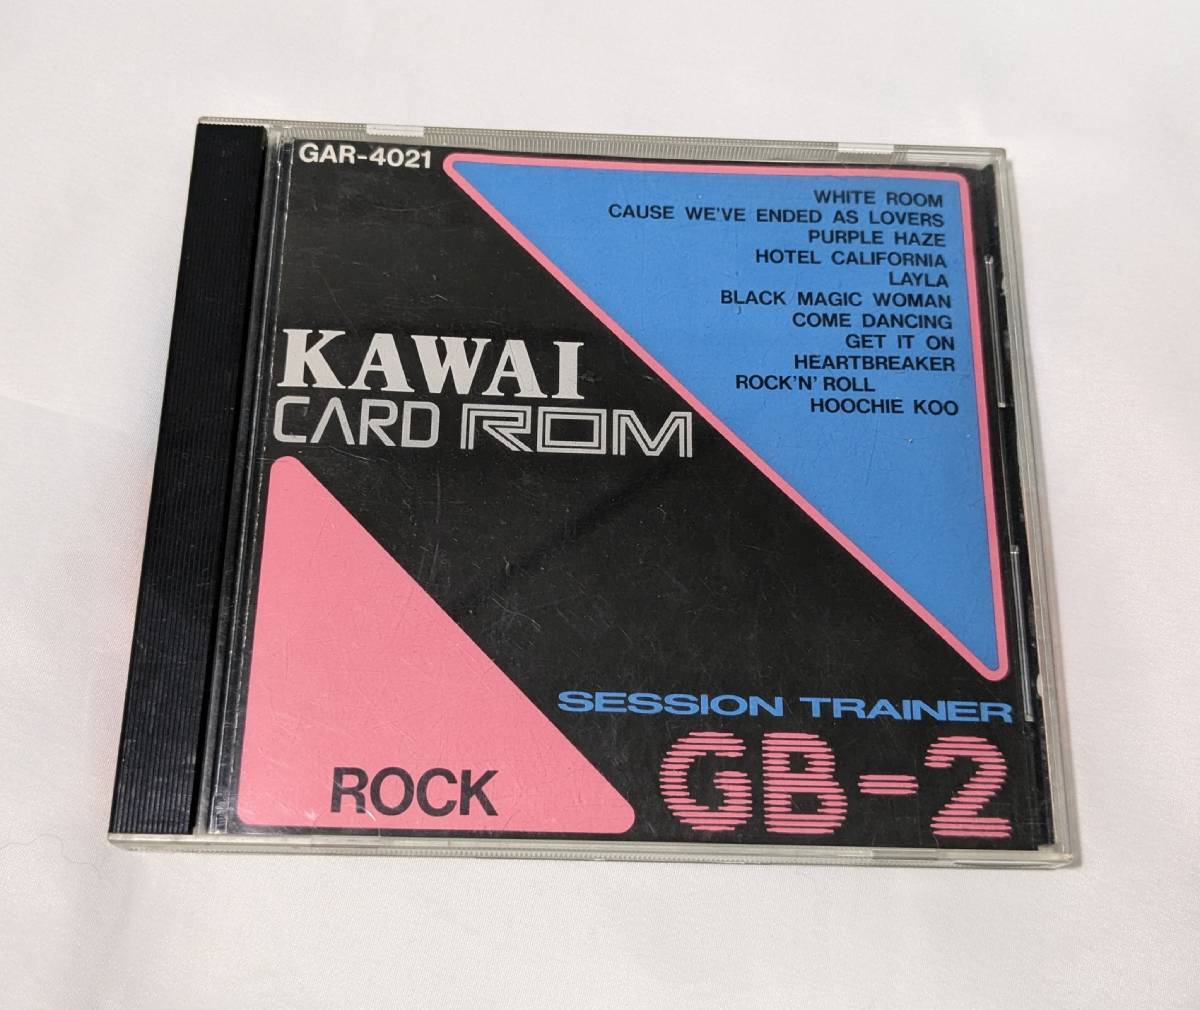 GAR-4021
WHITE ROOM
CAUSE WE'VE ENDED AS LOVERS
PURPLE HAZE
HOTEL CALIFORNIA
LAYLA
BLACK MAGIC WOMAN
COME DANCING
GET IT ON
HEARTBREAKER
ROCK'N'ROLL
HOOCHIE KOO
KAWAI
CARD ROM
SESSION TRAINER
GB-2
ROCK